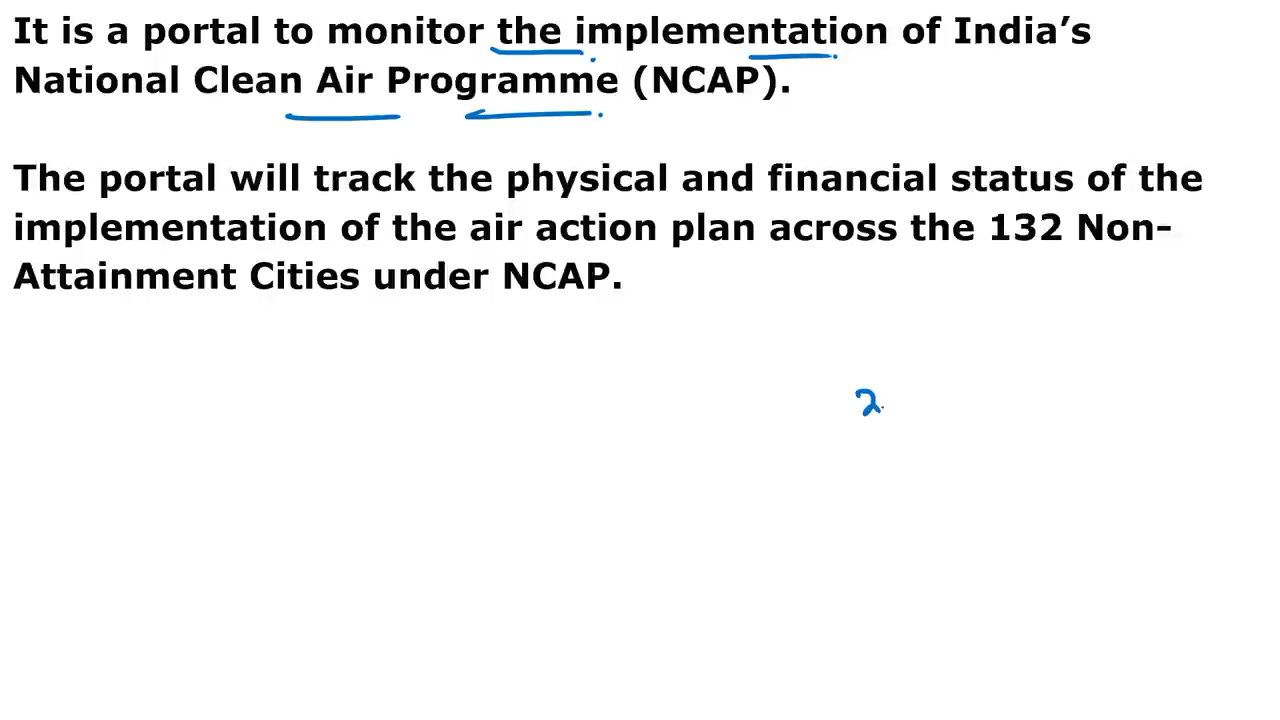 It is a portal to monitor the implementation of India’s
National Clean Air Programme (NCAP).
The portal will track the physical and financial status of the
implementation of the air action plan across the 132 Non-
Attainment Cities under NCAP.
2